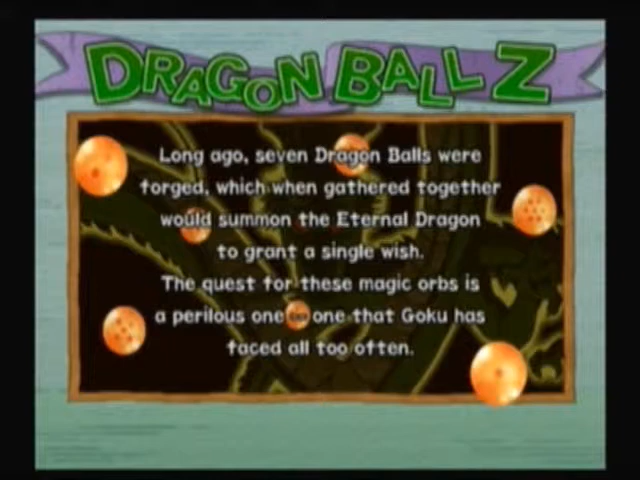 DRAGON BALL Z
Long ago, seven Dragon Balls were
forged, which when gathered together
would summon the Eternal Dragon
to grant a single wish.
The quest for these magic orbs is
a perilous one one that Goku has
faced all too often.